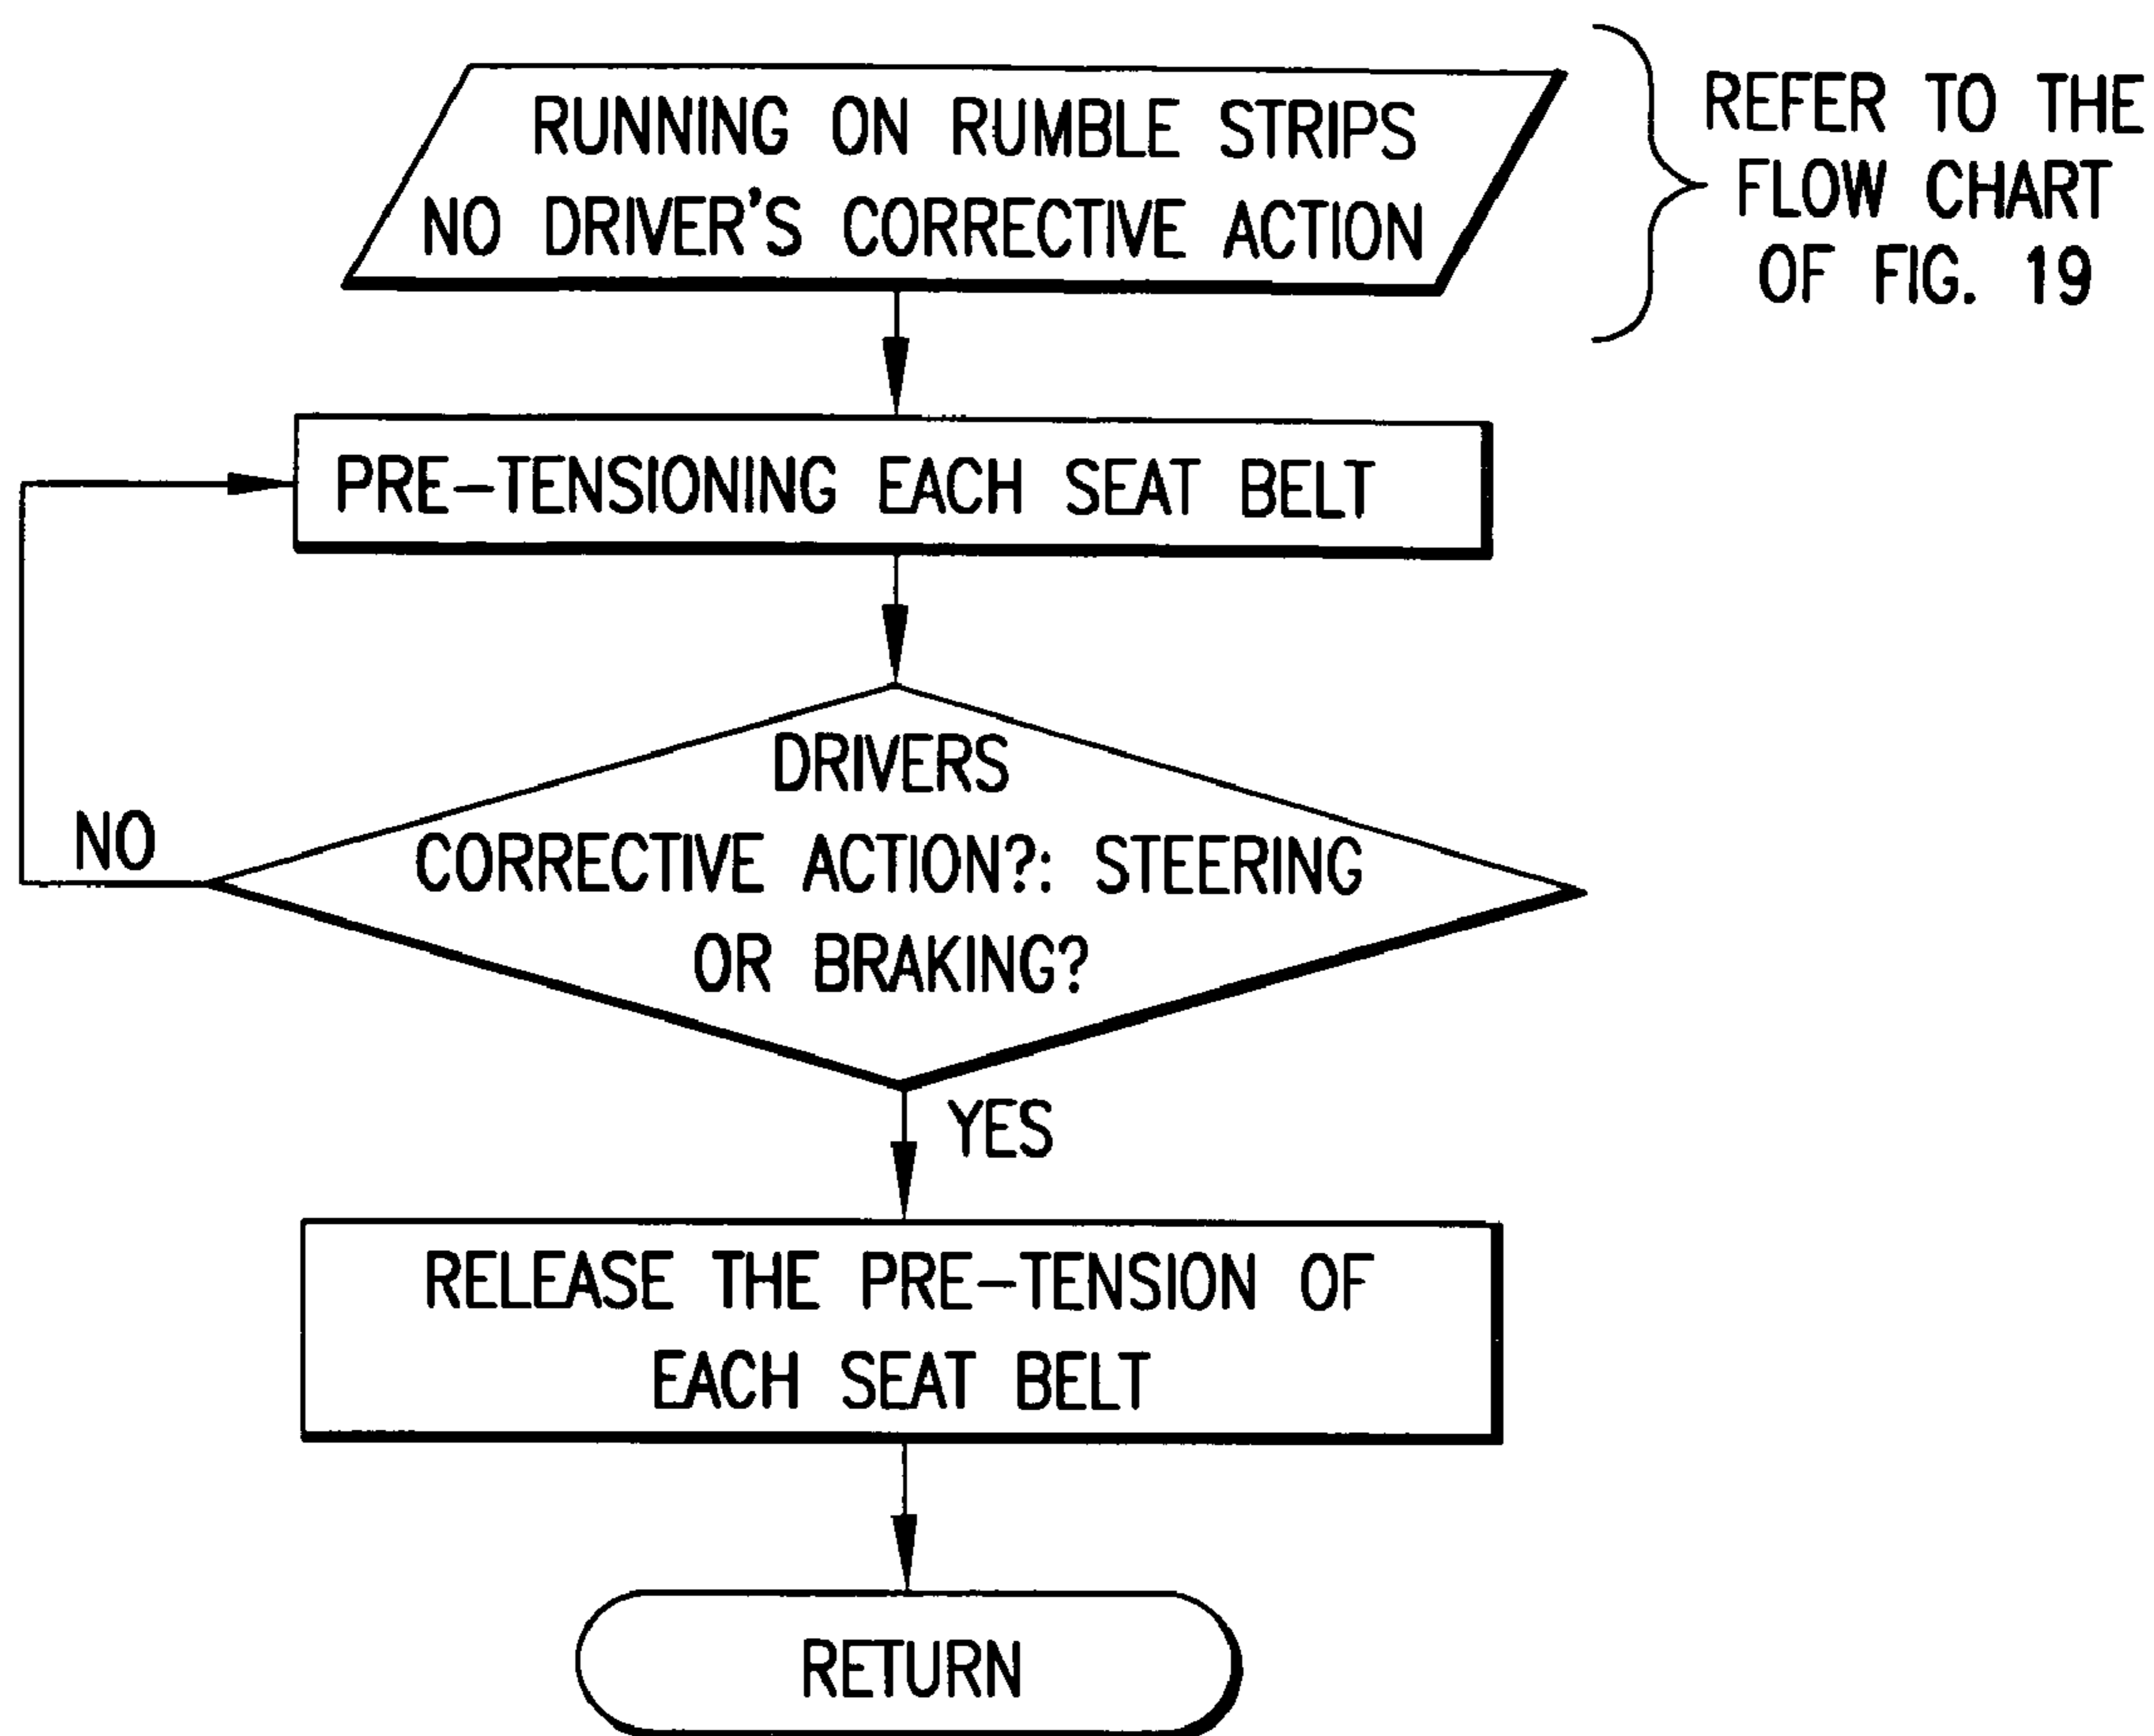 RUNNING ON RUMBLE STRIPS
NO DRIVER'S CORRECTIVE ACTION
REFER TO THE
FLOW CHART
OF FIG. 19
PRE-TENSIONING EACH SEAT BELT
DRIVERS
CORRECTIVE ACTION?: STEERING
OR BRAKING?
NO
YES
RELEASE THE PRE-TENSION OF
EACH SEAT BELT
RETURN